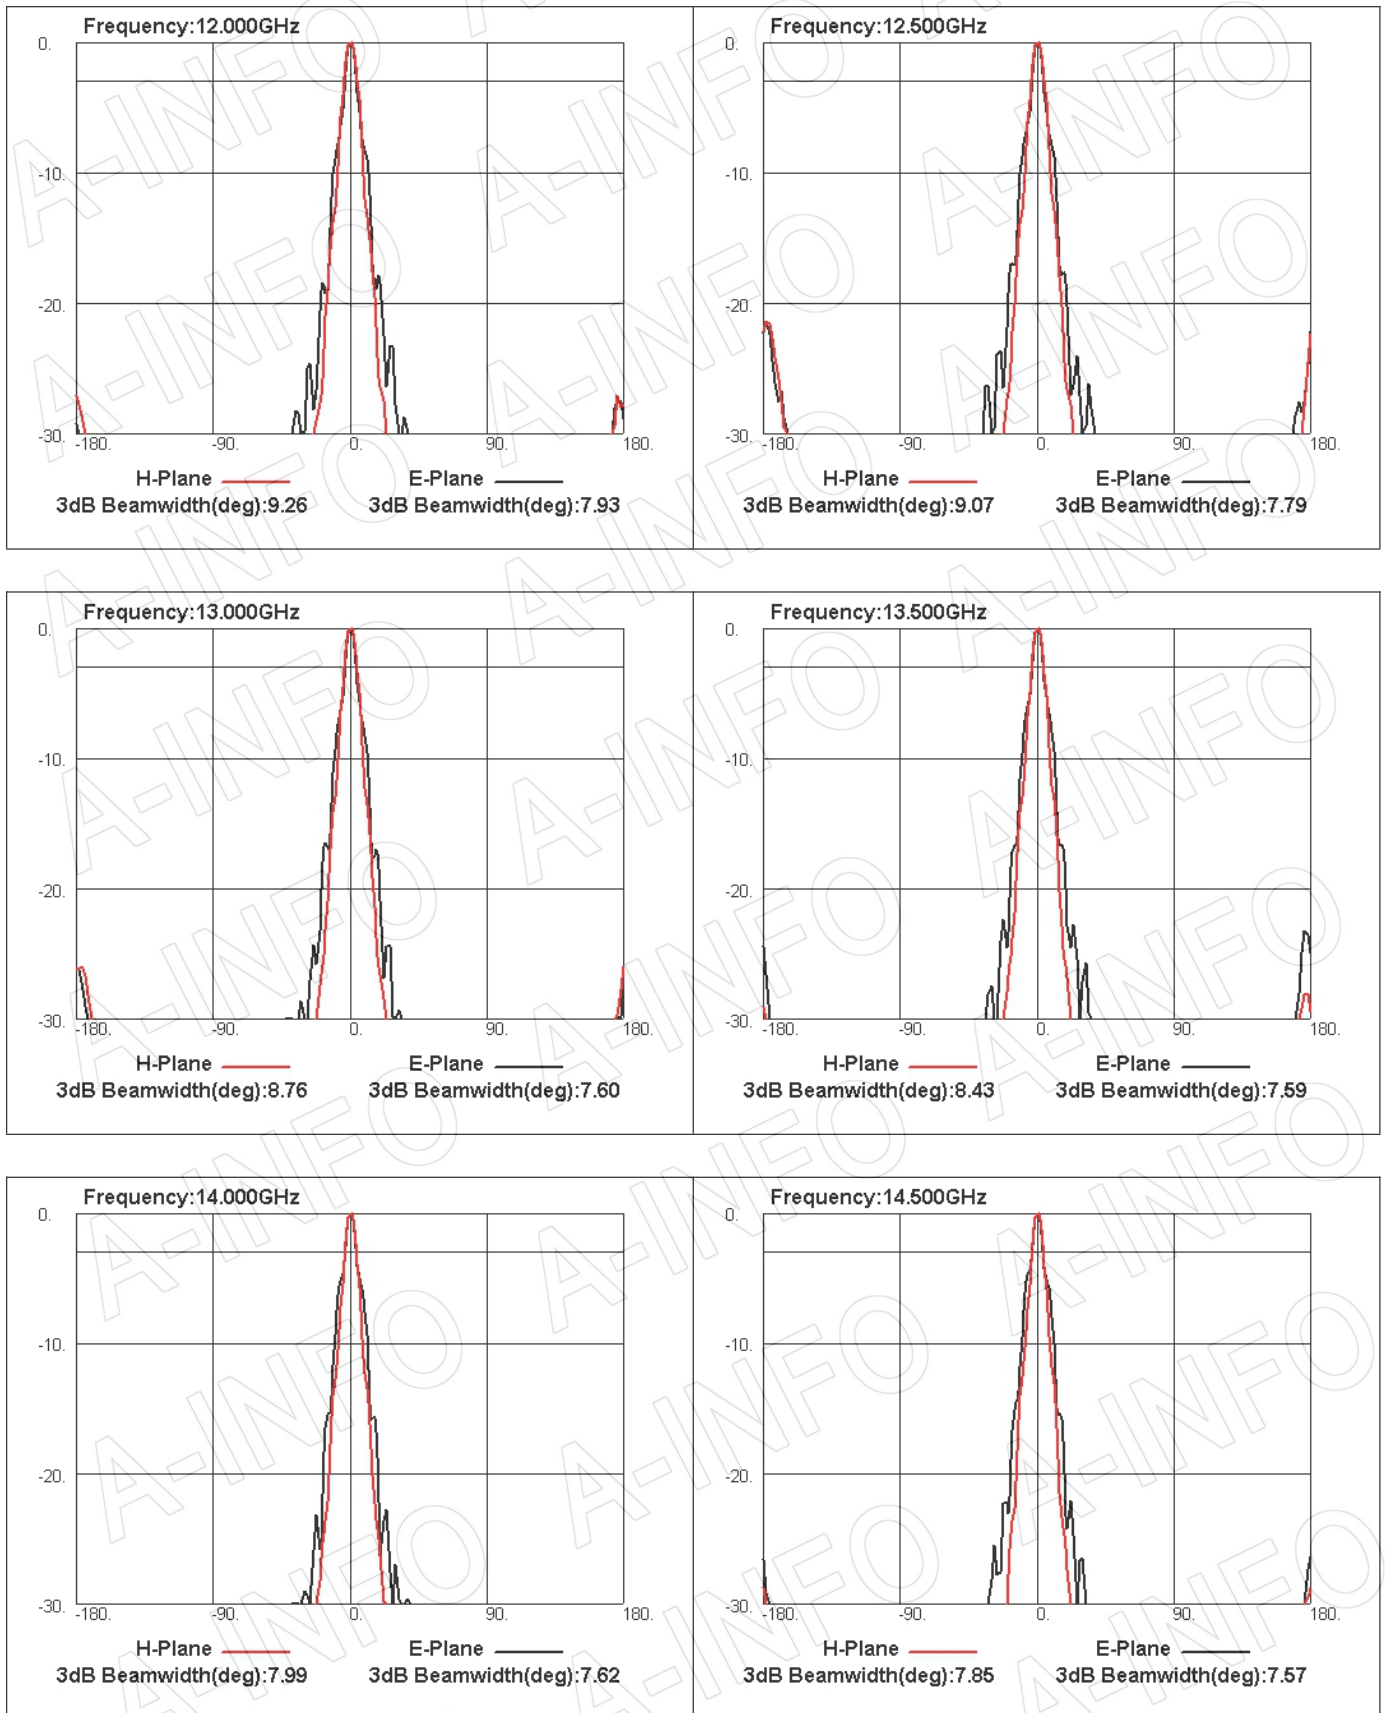 Frequency:12.000GHz
0.
-10.
-20.
-30.
-180. -90. 0. 90. 180.
H-Plane E-Plane
3dB Beamwidth(deg):9.26 3dB Beamwidth(deg):7.93
Frequency:12.500GHz
0.
-10.
-20.
-30.
-180. -90. 0. 90. 180.
H-Plane E-Plane
3dB Beamwidth(deg):9.07 3dB Beamwidth(deg):7.79
Frequency:13.000GHz
0.
-10.
-20.
-30.
-180. -90. 0. 90. 180.
H-Plane E-Plane
3dB Beamwidth(deg):8.76 3dB Beamwidth(deg):7.60
Frequency:13.500GHz
0.
-10.
-20.
-30.
-180. -90. 0. 90. 180.
H-Plane E-Plane
3dB Beamwidth(deg):8.43 3dB Beamwidth(deg):7.59
Frequency:14.000GHz
0.
-10.
-20.
-30.
-180. -90. 0. 90. 180.
H-Plane E-Plane
3dB Beamwidth(deg):7.99 3dB Beamwidth(deg):7.62
Frequency:14.500GHz
0.
-10.
-20.
-30.
-180. -90. 0. 90. 180.
H-Plane E-Plane
3dB Beamwidth(deg):7.85 3dB Beamwidth(deg):7.57
A-INFO